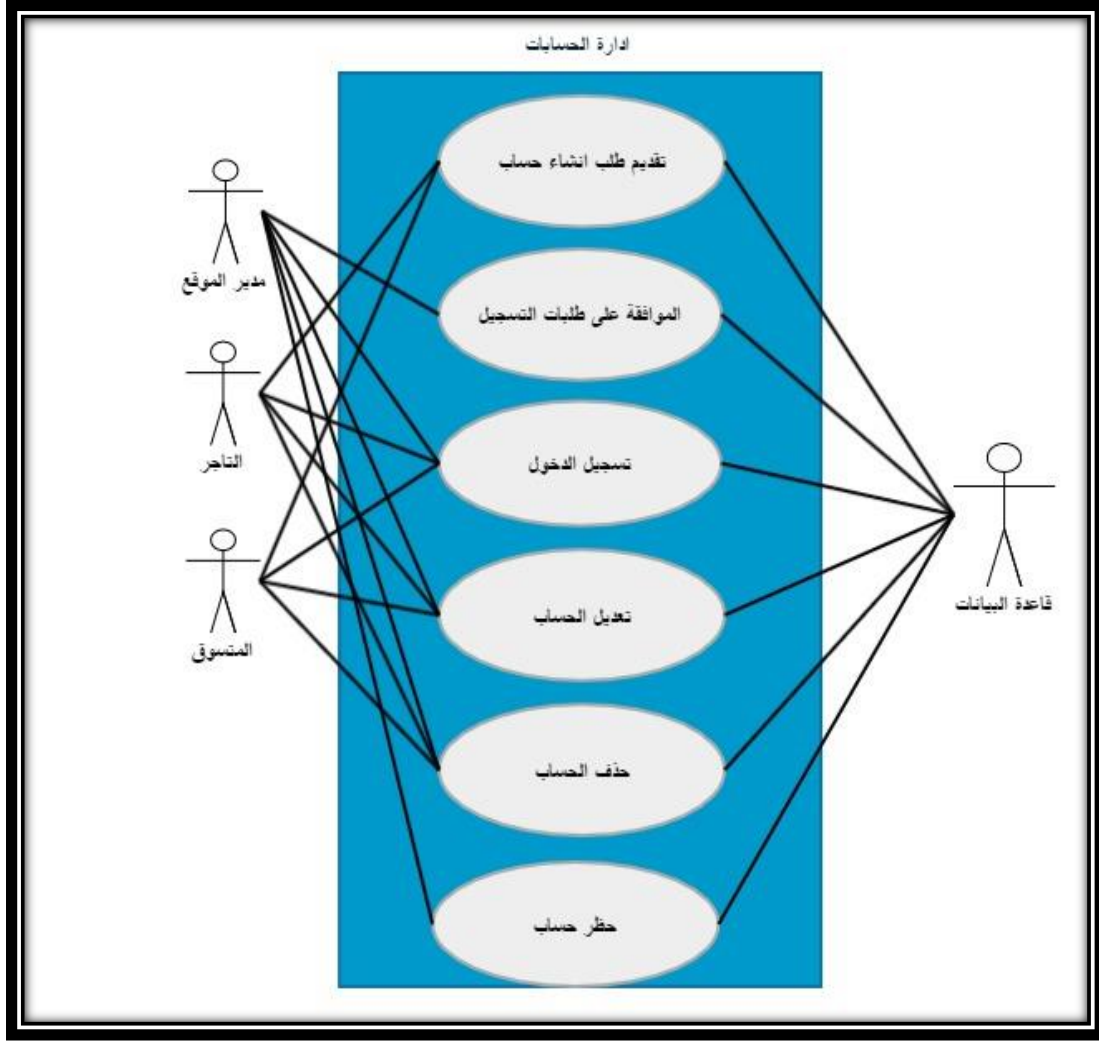 ادارة الحسابات
تقديم طلب انشاء حساب
مدير الموقع
الموافقة على طلبات التسجيل
التاجر
تسجيل الدخول
المتسوق
تعديل الحساب
قاعدة البيانات
حذف الحساب
حظر حساب